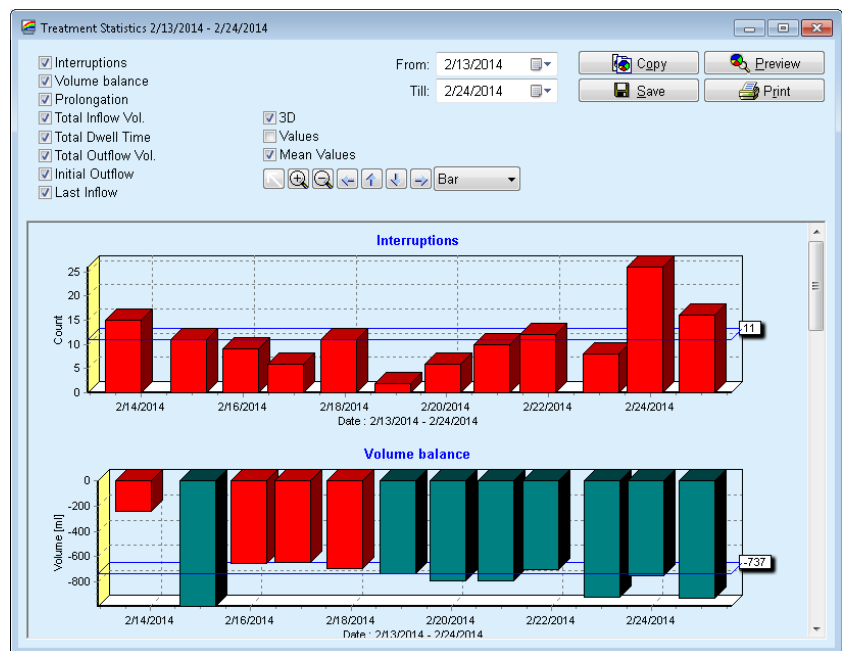 Treatment Statistics 2/13/2014 - 2/24/2014
Interruptions
Volume balance
Prolongation
Total Inflow Vol.
Total Dwell Time
Total Outflow Vol.
Initial Outflow
Last Inflow
3D
Values
Mean Values
Bar
From: 2/13/2014
Till: 2/24/2014
Copy
Preview
Save
Print
Interruptions
25
20
15
10
5
0
Count
11
2/14/2014 2/16/2014 2/18/2014 2/20/2014 2/22/2014 2/24/2014
Date : 2/13/2014 - 2/24/2014
Volume balance
0
-200
-400
-600
-800
Volume [ml]
-737
2/14/2014 2/16/2014 2/18/2014 2/20/2014 2/22/2014 2/24/2014
Date : 2/13/2014 - 2/24/2014